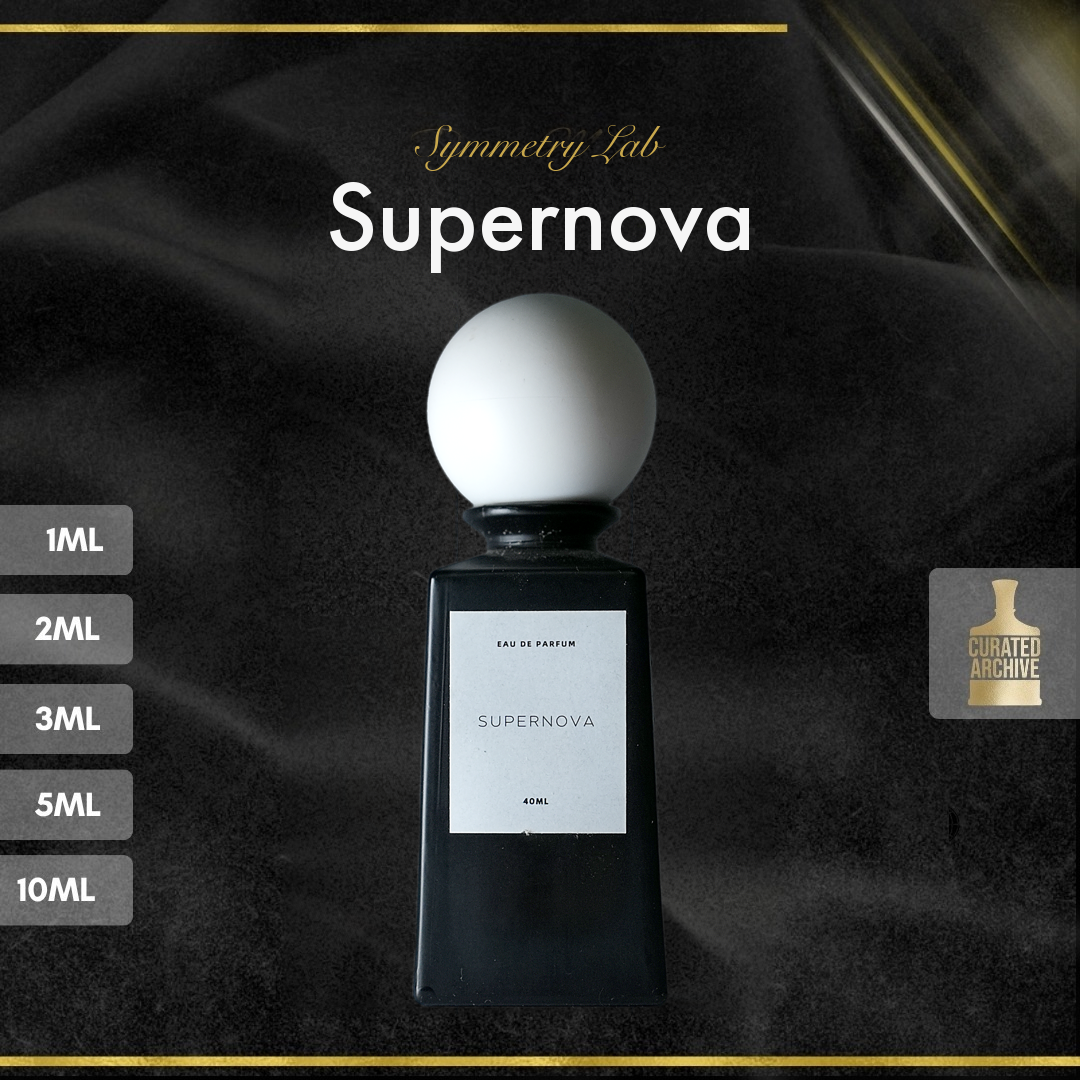 Symmetry Lab
Supernova
1ML
2ML
3ML
5ML
10ML
EAU DE PARFUM
SUPERNOVA
40ML
CURATED
ARCHIVE